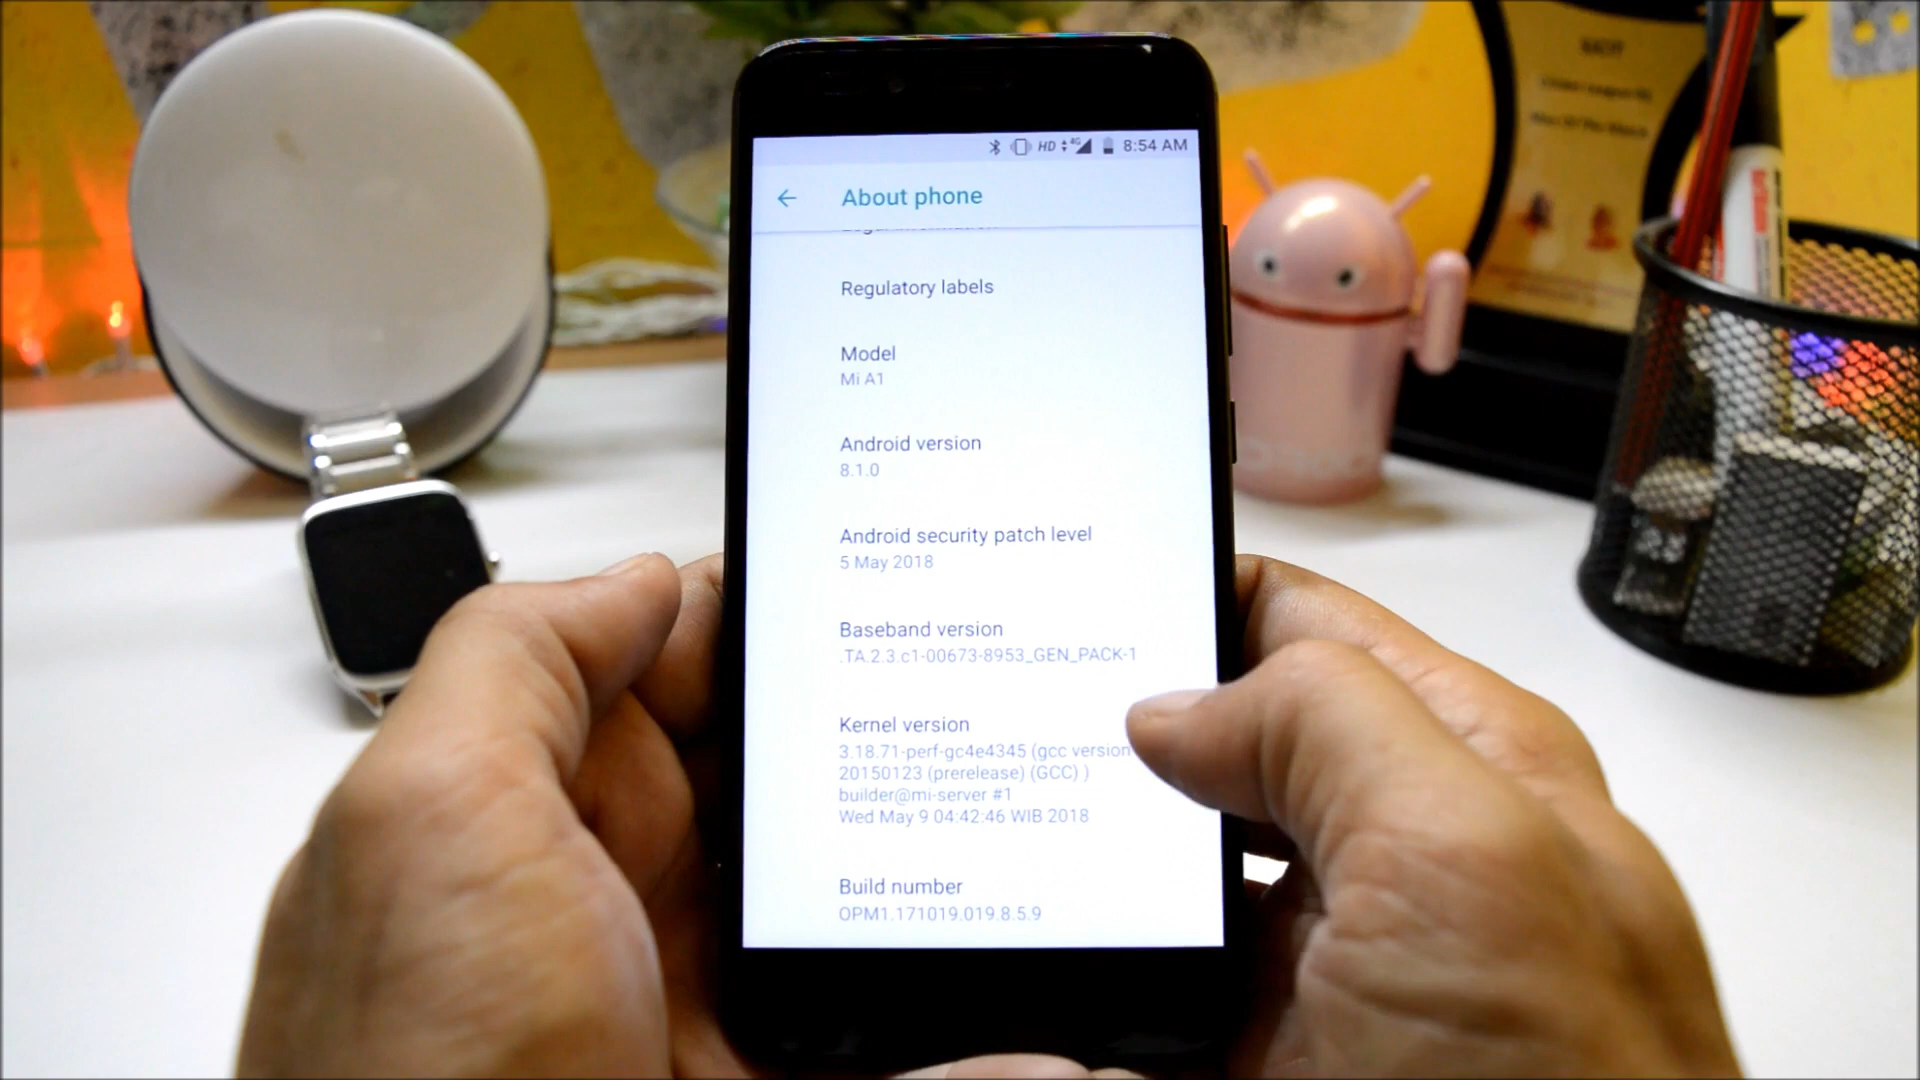 HD 4G 8:54 AM
About phone
Regulatory labels
Model
Mi A1
Android version
8.1.0
Android security patch level
5 May 2018
Baseband version
.TA.2.3.c1-00673-8953_GEN_PACK-1
Kernel version
3.18.71-perf-gc4e4345 (gcc version
20150123 (prerelease) (GCC) )
builder@mi-server #1
Wed May 9 04:42:46 WIB 2018
Build number
OPM1.171019.019.8.5.9